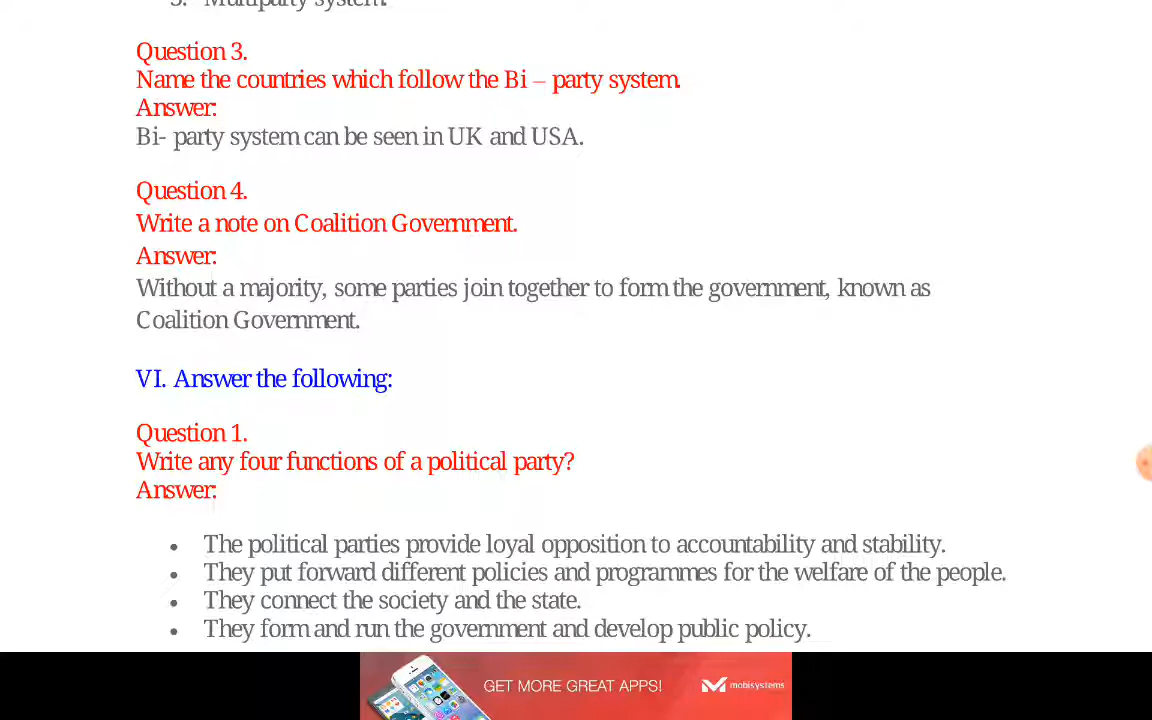 3. Multiparty system.
Question 3.
Name the countries which follow the Bi – party system.
Answer:
Bi- party system can be seen in UK and USA.
Question 4.
Write a note on Coalition Government.
Answer:
Without a majority, some parties join together to form the government, known as
Coalition Government.
VI. Answer the following:
Question 1.
Write any four functions of a political party?
Answer:
• The political parties provide loyal opposition to accountability and stability.
• They put forward different policies and programmes for the welfare of the people.
• They connect the society and the state.
• They form and run the government and develop public policy.
GET MORE GREAT APPS! mobisystems